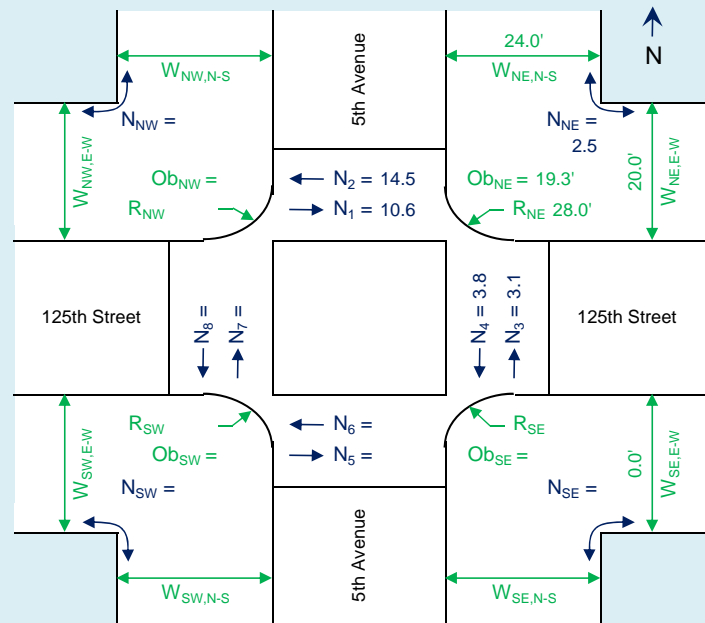 24.0'
N
W_NW,N-S
5th Avenue
W_NE,N-S
N_NW =
N_NE =
2.5
W_NW,E-W
20.0'
W_NE,E-W
Ob_NW =
N_2 = 14.5
Ob_NE = 19.3'
R_NW
N_1 = 10.6
R_NE 28.0'
125th Street
N_8 =
N_7 =
N_4 = 3.8
N_3 = 3.1
125th Street
R_SW
N_6 =
R_SE
Ob_SW =
N_5 =
Ob_SE =
W_SW,E-W
0.0'
W_SE,E-W
N_SW =
N_SE =
5th Avenue
W_SW,N-S
W_SE,N-S